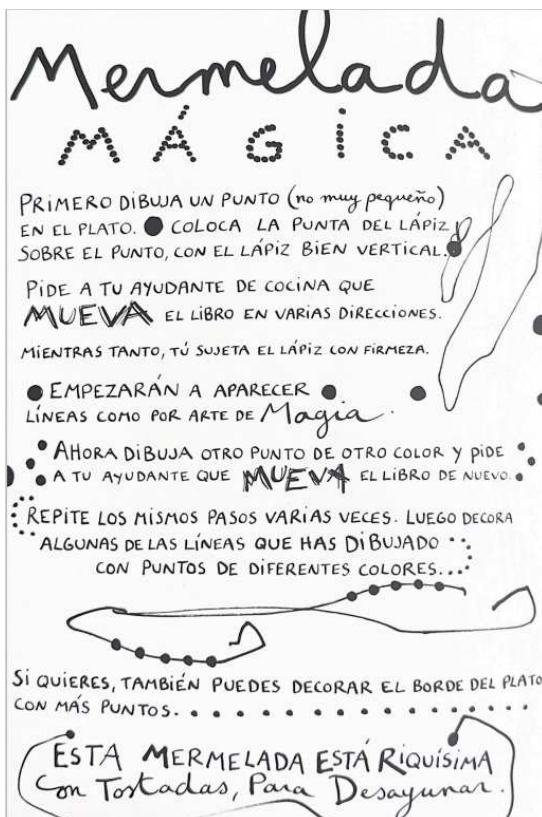 Mermelada
MÁGICA
PRIMERO DIBUJA UN PUNTO (no muy pequeño)
EN EL PLATO. COLOCA LA PUNTA DEL LÁPIZ
SOBRE EL PUNTO, CON EL LÁPIZ BIEN VERTICAL.
PIDE A TU AYUDANTE DE COCINA QUE
MUEVA EL LIBRO EN VARIAS DIRECCIONES.
MIENTRAS TANTO, TÚ SUJETA EL LÁPIZ CON FIRMEZA.
EMPEZARÁN A APARECER
LÍNEAS COMO POR ARTE DE Magia.
AHORA DIBUJA OTRO PUNTO DE OTRO COLOR Y PIDE
A TU AYUDANTE QUE MUEVA EL LIBRO DE NUEVO.
REPITE LOS MISMOS PASOS VARIAS VECES. LUEGO DECORA
ALGUNAS DE LAS LÍNEAS QUE HAS DIBUJADO
CON PUNTOS DE DIFERENTES COLORES...
SI QUIERES, TAMBIÉN PUEDES DECORAR EL BORDE DEL PLATO
CON MÁS PUNTOS.
ESTA MERMELADA ESTÁ RIQUÍSIMA
Con Tostadas, Para Desayunar.